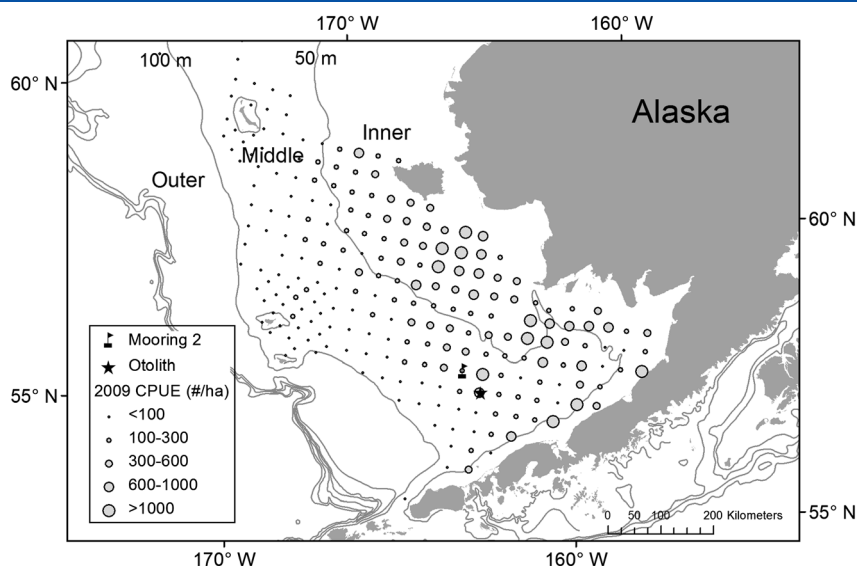 170° W 160° W
60° N
100 m 50 m
Alaska
Inner
Middle
Outer
60° N
Mooring 2
Otolith
2009 CPUE (#/ha)
<100
100-300
300-600
600-1000
>1000
55° N
0 50 100 200 Kilometers
55° N
170° W 160° W